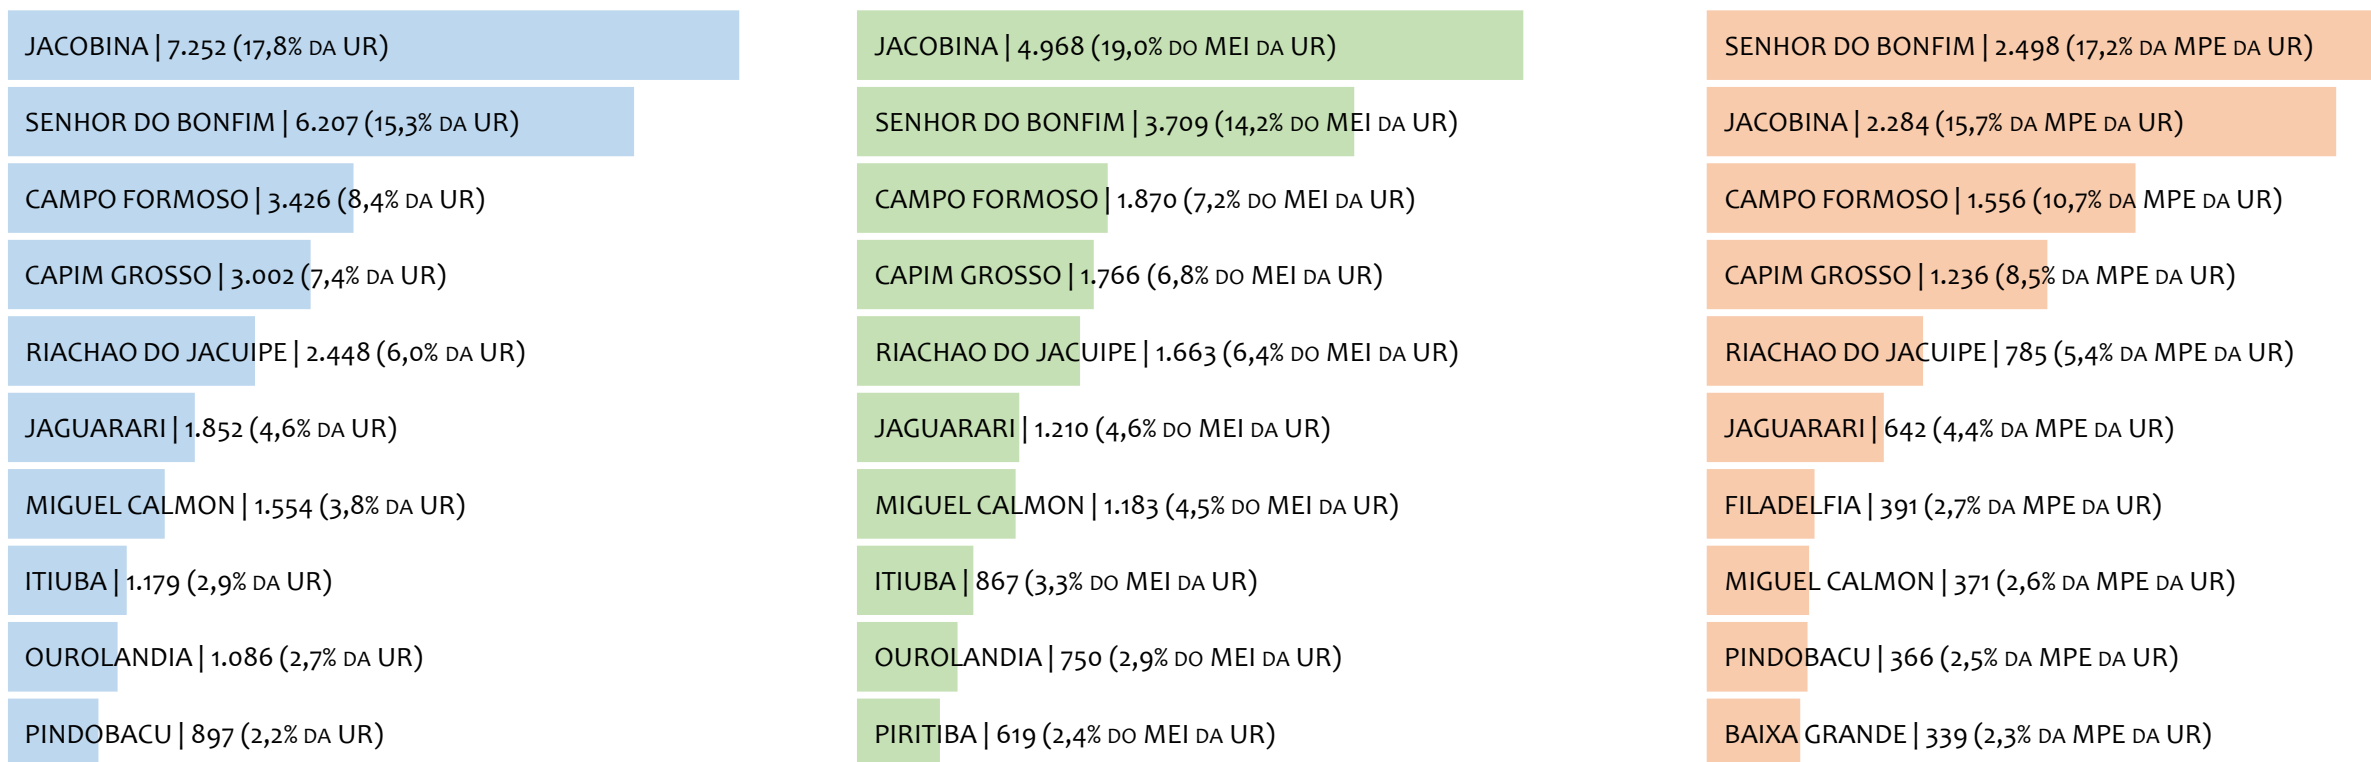 JACOBINA | 7.252 (17,8% DA UR)
SENHOR DO BONFIM | 6.207 (15,3% DA UR)
CAMPO FORMOSO | 3.426 (8,4% DA UR)
CAPIM GROSSO | 3.002 (7,4% DA UR)
RIACHAO DO JACUIPE | 2.448 (6,0% DA UR)
JAGUARARI | 1.852 (4,6% DA UR)
MIGUEL CALMON | 1.554 (3,8% DA UR)
ITIUBA | 1.179 (2,9% DA UR)
OUROLANDIA | 1.086 (2,7% DA UR)
PINDOBACU | 897 (2,2% DA UR)
JACOBINA | 4.968 (19,0% DO MEI DA UR)
SENHOR DO BONFIM | 3.709 (14,2% DO MEI DA UR)
CAMPO FORMOSO | 1.870 (7,2% DO MEI DA UR)
CAPIM GROSSO | 1.766 (6,8% DO MEI DA UR)
RIACHAO DO JACUIPE | 1.663 (6,4% DO MEI DA UR)
JAGUARARI | 1.210 (4,6% DO MEI DA UR)
MIGUEL CALMON | 1.183 (4,5% DO MEI DA UR)
ITIUBA | 867 (3,3% DO MEI DA UR)
OUROLANDIA | 750 (2,9% DO MEI DA UR)
PIRITIBA | 619 (2,4% DO MEI DA UR)
SENHOR DO BONFIM | 2.498 (17,2% DA MPE DA UR)
JACOBINA | 2.284 (15,7% DA MPE DA UR)
CAMPO FORMOSO | 1.556 (10,7% DA MPE DA UR)
CAPIM GROSSO | 1.236 (8,5% DA MPE DA UR)
RIACHAO DO JACUIPE | 785 (5,4% DA MPE DA UR)
JAGUARARI | 642 (4,4% DA MPE DA UR)
FILADELFIA | 391 (2,7% DA MPE DA UR)
MIGUEL CALMON | 371 (2,6% DA MPE DA UR)
PINDOBACU | 366 (2,5% DA MPE DA UR)
BAIXA GRANDE | 339 (2,3% DA MPE DA UR)